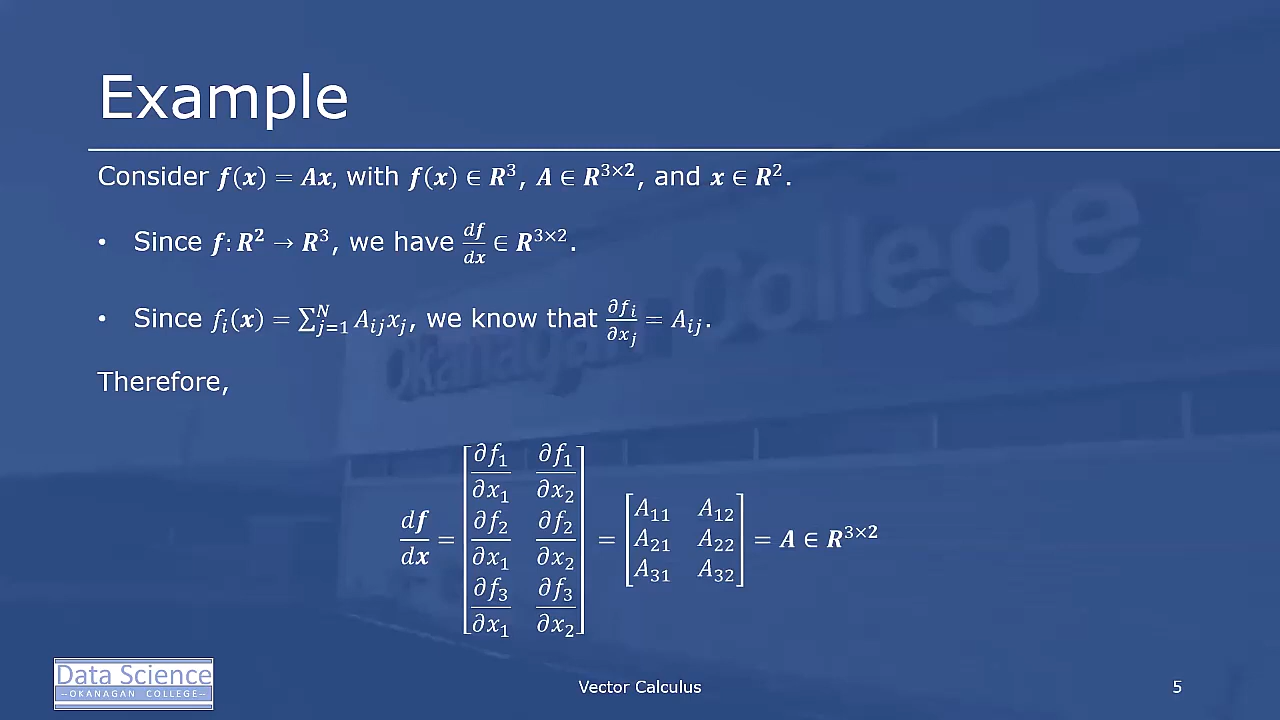 Example
Consider f(x) = Ax, with f(x) ∈ R³, A ∈ R³ˣ², and x ∈ R².
• Since f: R² → R³, we have df/dx ∈ R³ˣ².
• Since fᵢ(x) = ∑ⱼ₌₁ᴺ Aᵢⱼxⱼ, we know that ∂fᵢ/∂xⱼ = Aᵢⱼ.
Therefore,
df/dx = [∂f₁/∂x₁ ∂f₁/∂x₂; ∂f₂/∂x₁ ∂f₂/∂x₂; ∂f₃/∂x₁ ∂f₃/∂x₂] = [A₁₁ A₁₂; A₂₁ A₂₂; A₃₁ A₃₂] = A ∈ R³ˣ²
Okanagan College
Data Science
--OKANAGAN COLLEGE--
Vector Calculus
5